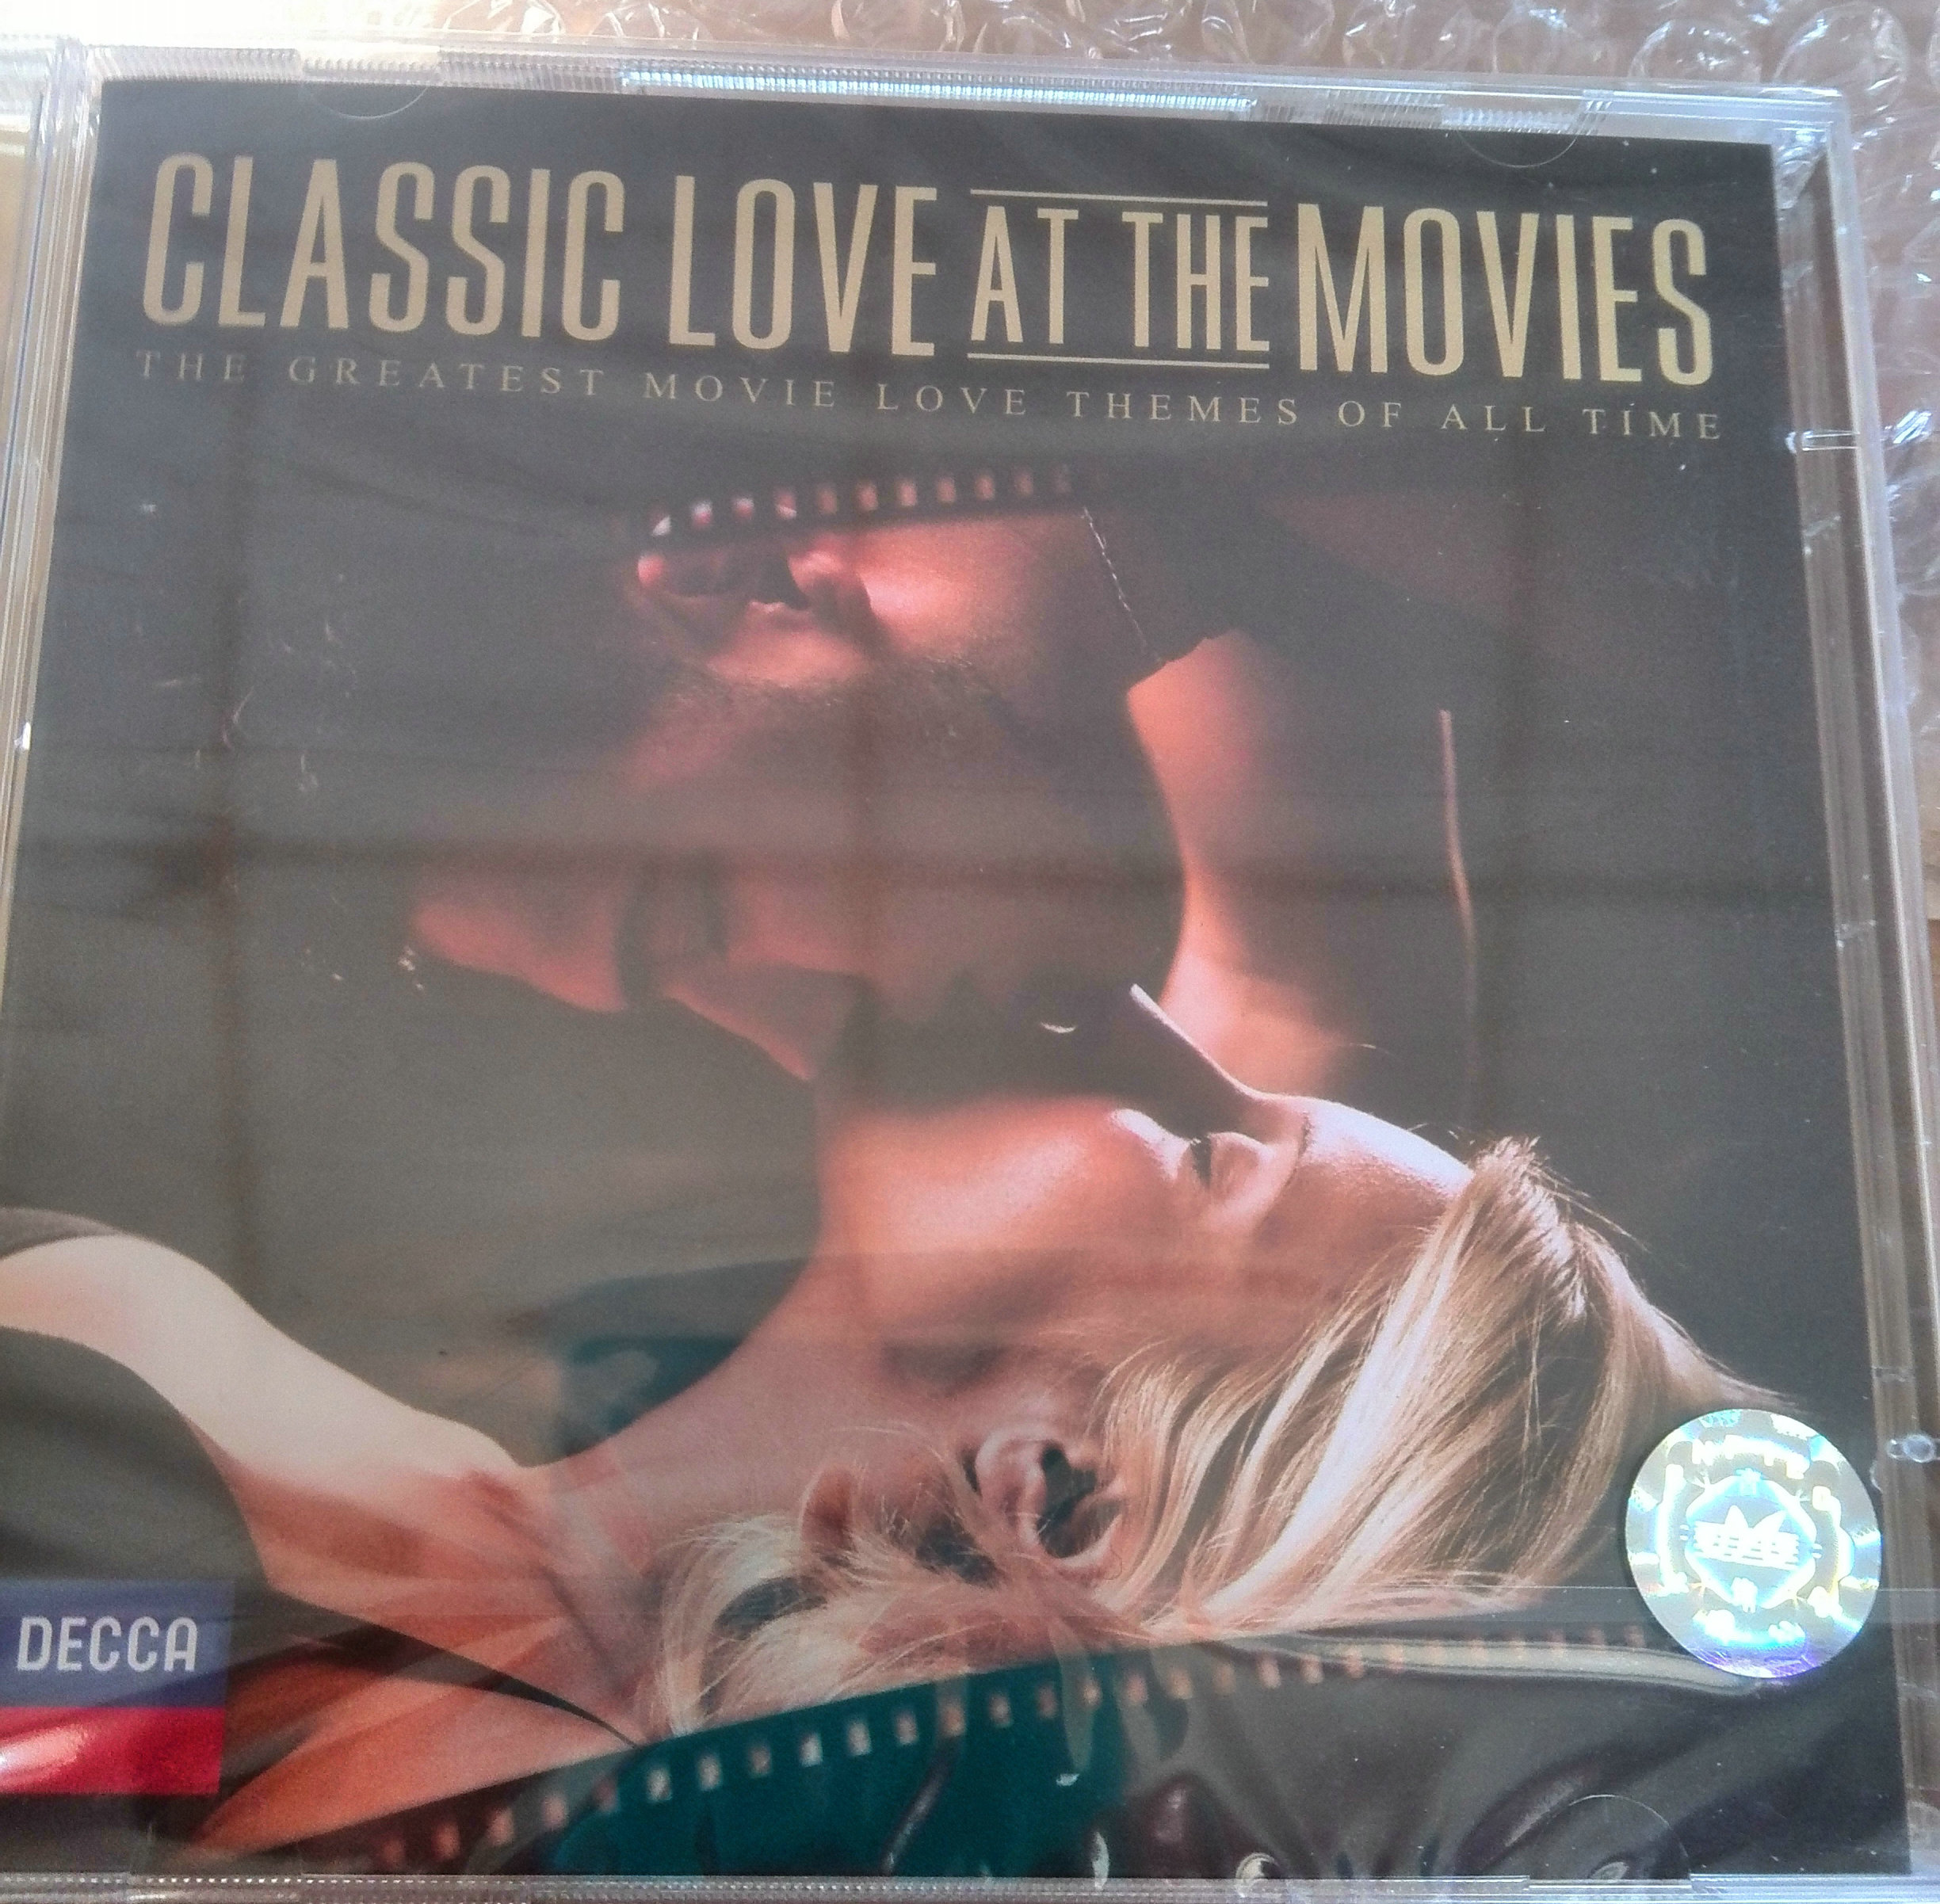 CLASSIC LOVE AT THE MOVIES
THE GREATEST MOVIE LOVE THEMES OF ALL TIME
DECCA